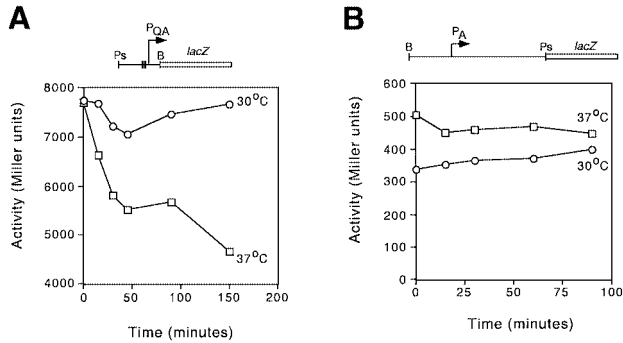 A
P_QA
Ps B lacZ
Activity (Miller units)
8000
7000
6000
5000
4000
30°C
37°C
0 50 100 150 200
Time (minutes)
B
P_A
B Ps lacZ
Activity (Miller units)
600
500
400
300
200
100
0
37°C
30°C
0 25 50 75 100
Time (minutes)